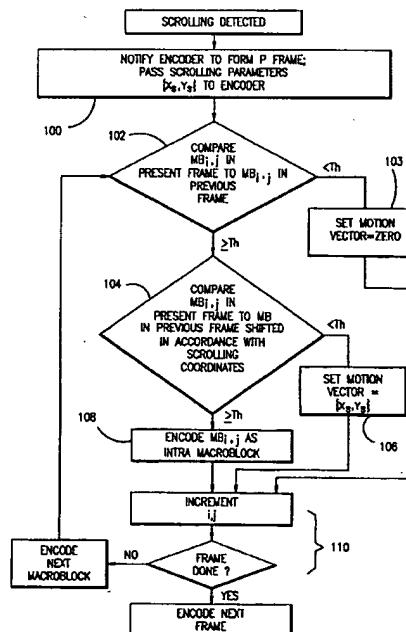 SCROLLING DETECTED
NOTIFY ENCODER TO FORM P FRAME;
PASS SCROLLING PARAMETERS
{Xs,Ys} TO ENCODER
100
102
COMPARE
MBi,j IN
PRESENT FRAME TO MBi,j IN
PREVIOUS
FRAME
<Th
103
SET MOTION
VECTOR=ZERO
≥Th
104
COMPARE
MBi,j IN
PRESENT FRAME TO MB
IN PREVIOUS FRAME SHIFTED
IN ACCORDANCE WITH
SCROLLING
COORDINATES
<Th
SET MOTION
VECTOR =
{Xs,Ys}
106
≥Th
108
ENCODE MBi,j AS
INTRA MACROBLOCK
INCREMENT
i,j
110
FRAME
DONE ?
NO
ENCODE
NEXT
MACROBLOCK
YES
ENCODE NEXT
FRAME